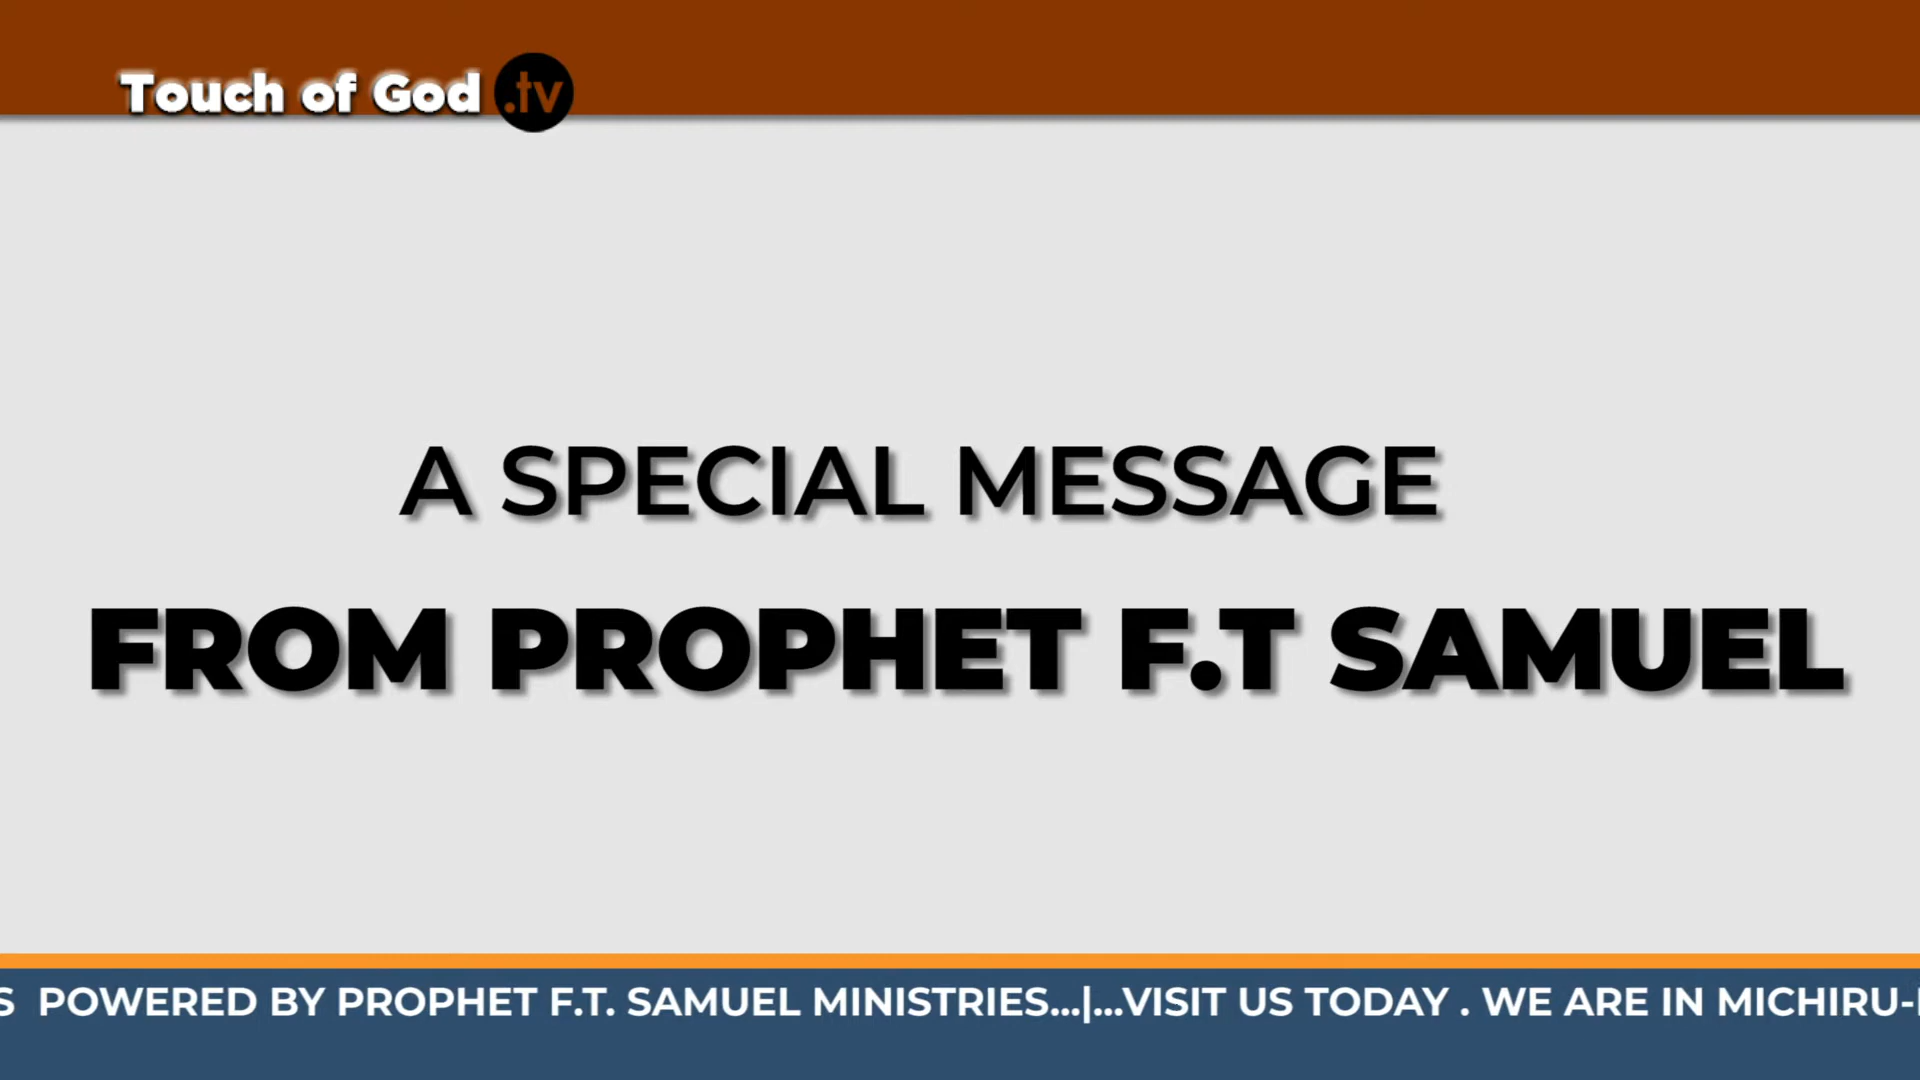 Touch of God .tv
A SPECIAL MESSAGE
FROM PROPHET F.T SAMUEL
S POWERED BY PROPHET F.T. SAMUEL MINISTRIES...|...VISIT US TODAY . WE ARE IN MICHIRU-